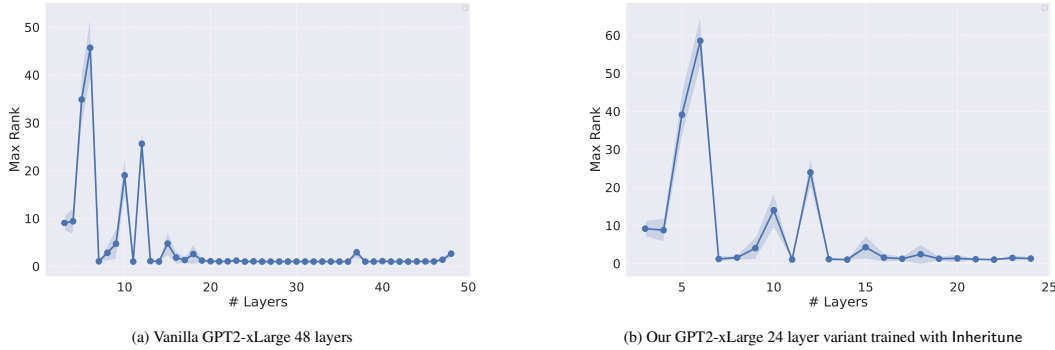 50
40
30
20
10
0
Max Rank
10 20 30 40 50
# Layers
(a) Vanilla GPT2-xLarge 48 layers
60
50
40
30
20
10
0
Max Rank
5 10 15 20 25
# Layers
(b) Our GPT2-xLarge 24 layer variant trained with Inheritune